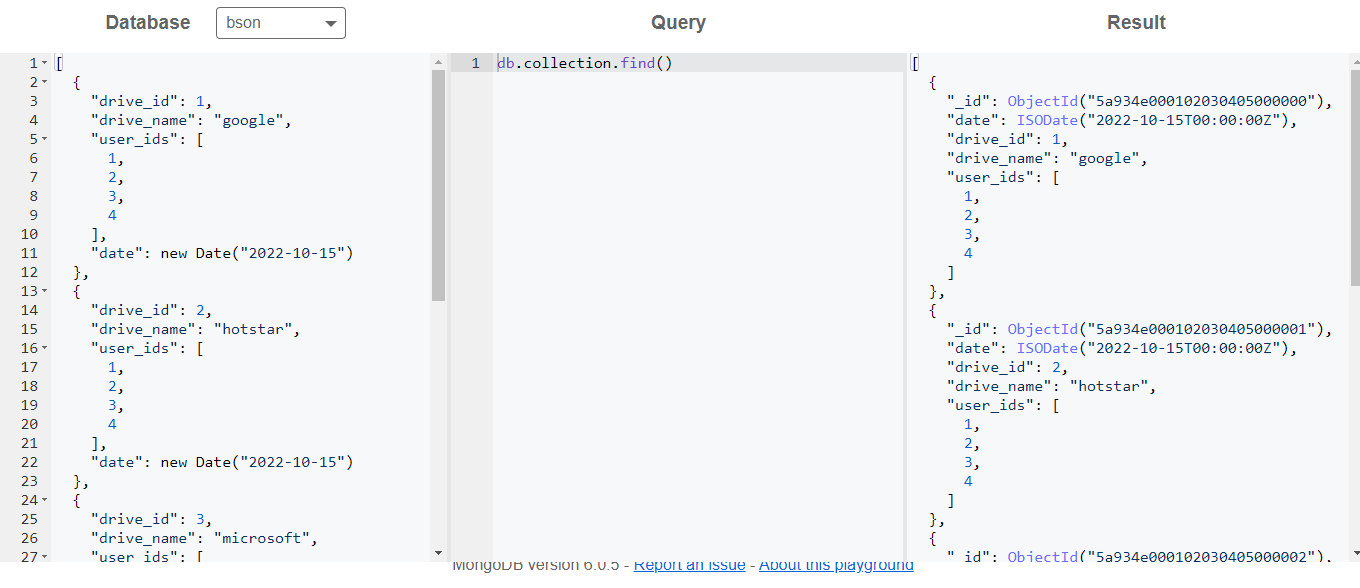 Database bson Query Result
1 [
2 {
3 "drive_id": 1,
4 "drive_name": "google",
5 "user_ids": [
6 1,
7 2,
8 3,
9 4
10 ],
11 "date": new Date("2022-10-15")
12 },
13 {
14 "drive_id": 2,
15 "drive_name": "hotstar",
16 "user_ids": [
17 1,
18 2,
19 3,
20 4
21 ],
22 "date": new Date("2022-10-15")
23 },
24 {
25 "drive_id": 3,
26 "drive_name": "microsoft",
27 "user_ids": [
1 db.collection.find()
[
{
"_id": ObjectId("5a934e000102030405000000"),
"date": ISODate("2022-10-15T00:00:00Z"),
"drive_id": 1,
"drive_name": "google",
"user_ids": [
1,
2,
3,
4
]
},
{
"_id": ObjectId("5a934e000102030405000001"),
"date": ISODate("2022-10-15T00:00:00Z"),
"drive_id": 2,
"drive_name": "hotstar",
"user_ids": [
1,
2,
3,
4
]
},
{
"_id": ObjectId("5a934e000102030405000002"),
MongoDB version 6.0.5 - Report an issue - About this playground